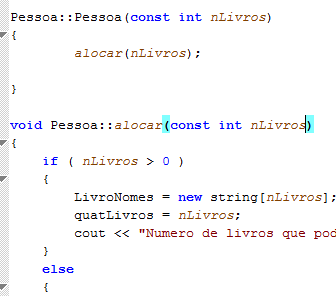 Pessoa::Pessoa(const int nLivros)
{
alocar(nLivros);
}
void Pessoa::alocar(const int nLivros)
{
if ( nLivros > 0 )
{
LivroNomes = new string[nLivros];
quatLivros = nLivros;
cout << "Numero de livros que pod
}
else
{